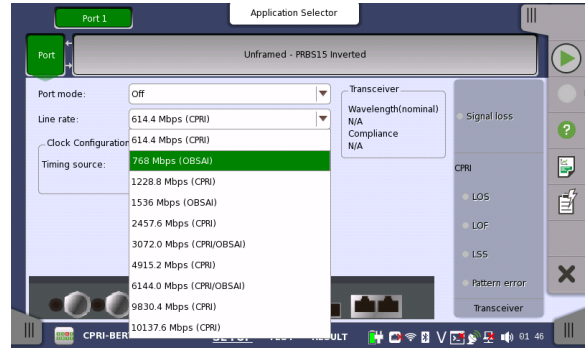 Port 1
Application Selector
Port
Unframed - PRBS15 Inverted
Port mode:
Off
Line rate:
614.4 Mbps (CPRI)
614.4 Mbps (CPRI)
768 Mbps (OBSAI)
1228.8 Mbps (CPRI)
1536 Mbps (OBSAI)
2457.6 Mbps (CPRI)
3072.0 Mbps (CPRI/OBSAI)
4915.2 Mbps (CPRI)
6144.0 Mbps (CPRI/OBSAI)
9830.4 Mbps (CPRI)
10137.6 Mbps (CPRI)
Clock Configuration
Timing source:
Transceiver
Wavelength(nominal)
N/A
Compliance
N/A
Signal loss
CPRI
LOS
LOF
LSS
Pattern error
Transceiver
CPRI-BER
SETUP
TEST
RESULT
01 46